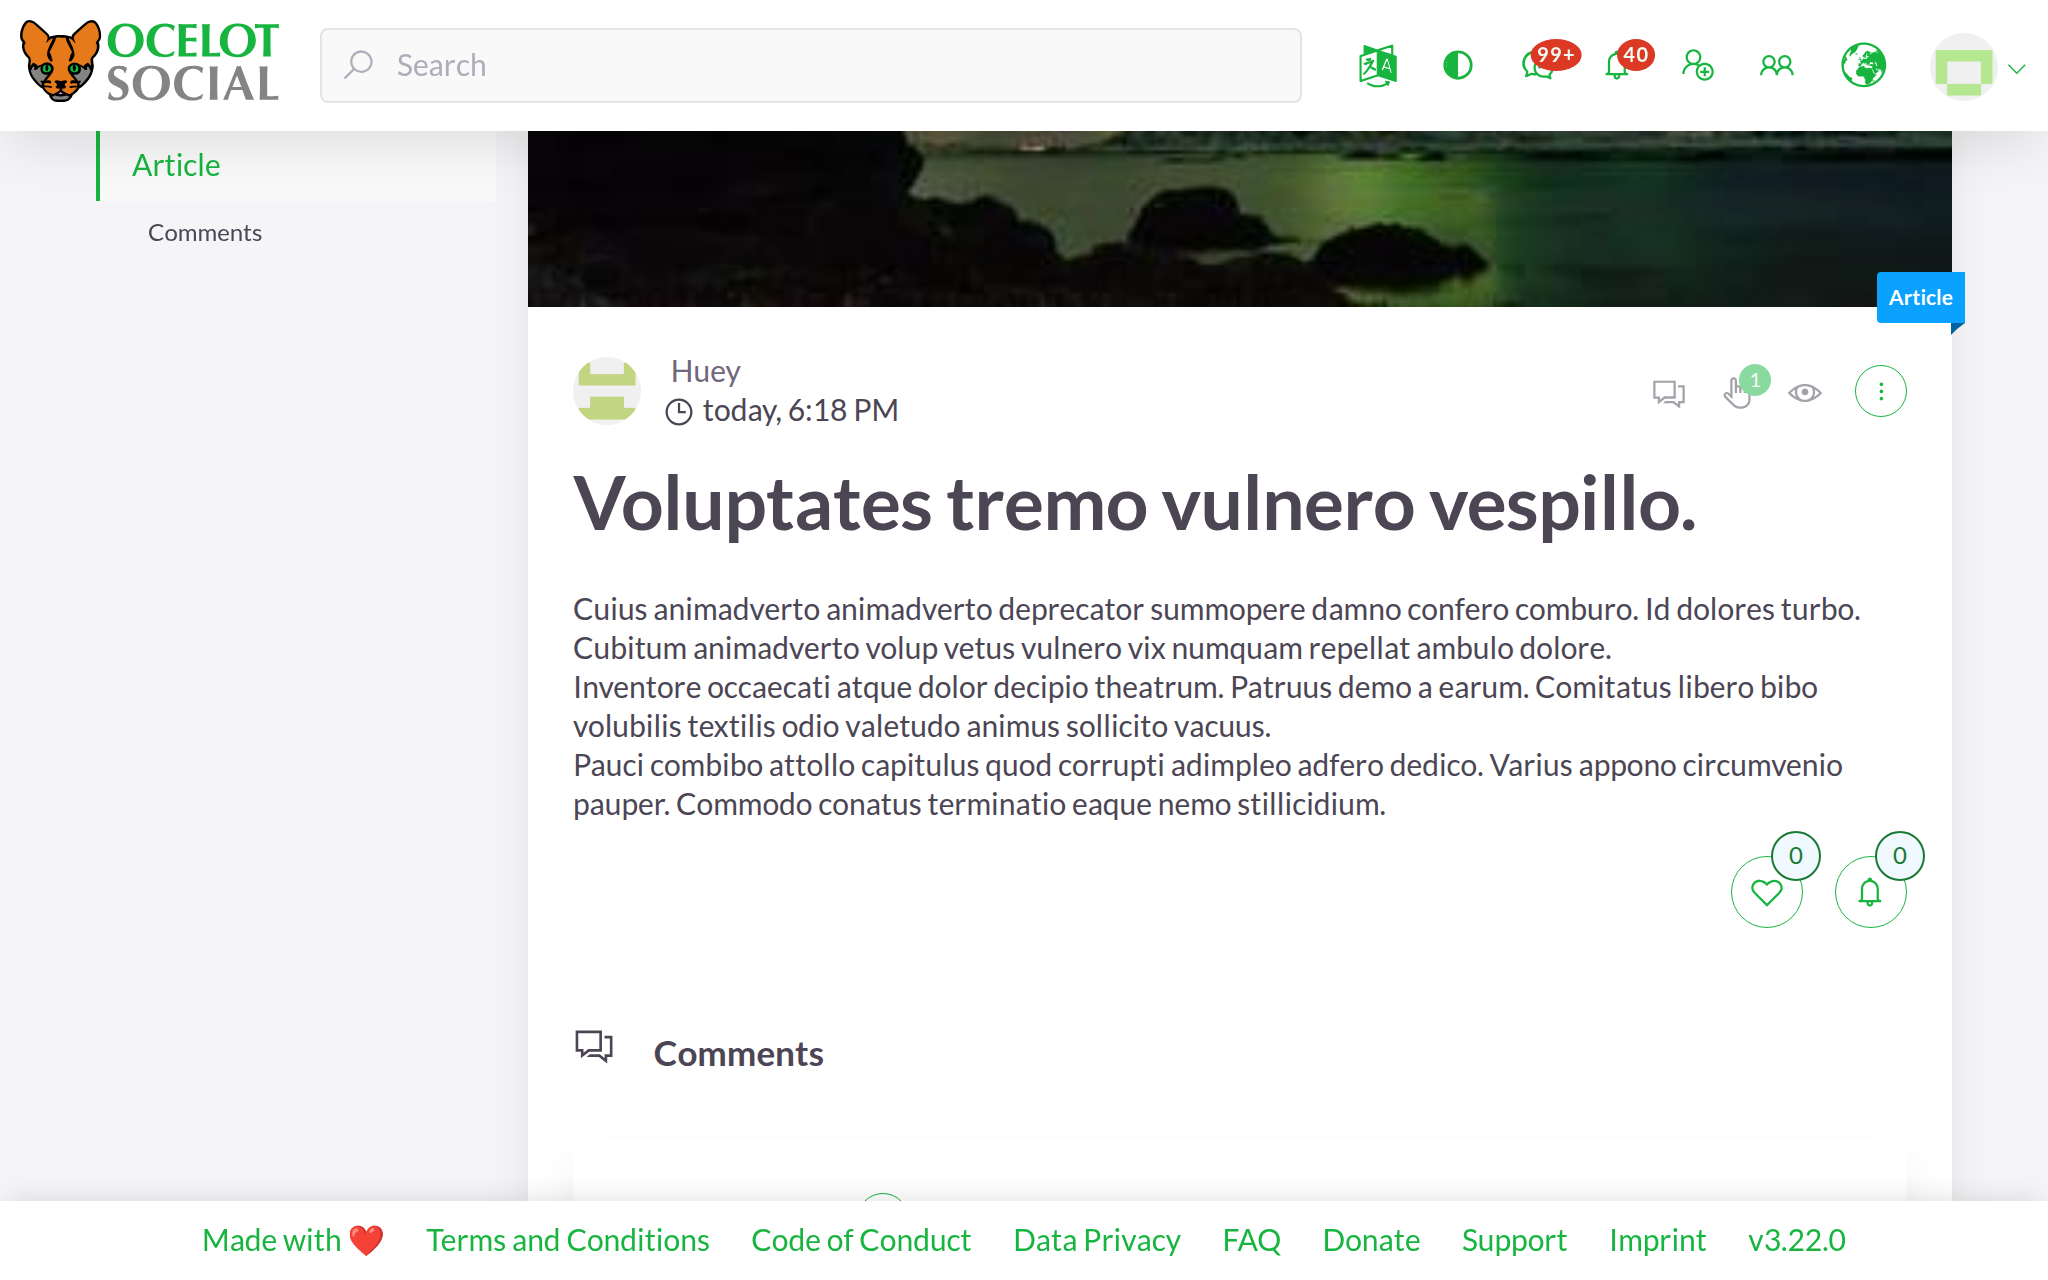 OCELOT
SOCIAL
Search
99+
40
Article
Comments
Article
Huey
today, 6:18 PM
1
Voluptates tremo vulnero vespillo.
Cuius animadverto animadverto deprecator summopere damno confero comburo. Id dolores turbo.
Cubitum animadverto volup vetus vulnero vix numquam repellat ambulo dolore.
Inventore occaecati atque dolor decipio theatrum. Patruus demo a earum. Comitatus libero bibo
volubilis textilis odio valetudo animus sollicito vacuus.
Pauci combibo attollo capitulus quod corrupti adimpleo adfero dedico. Varius appono circumvenio
pauper. Commodo conatus terminatio eaque nemo stillicidium.
0
0
Comments
Made with ❤️ Terms and Conditions Code of Conduct Data Privacy FAQ Donate Support Imprint v3.22.0